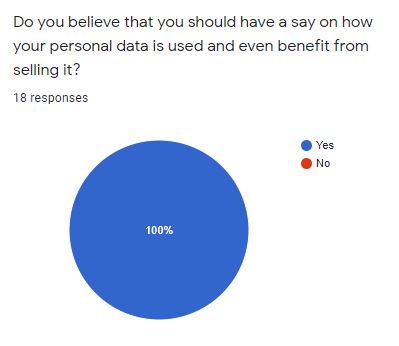 Do you believe that you should have a say on how
your personal data is used and even benefit from
selling it?
18 responses
Yes
No
100%